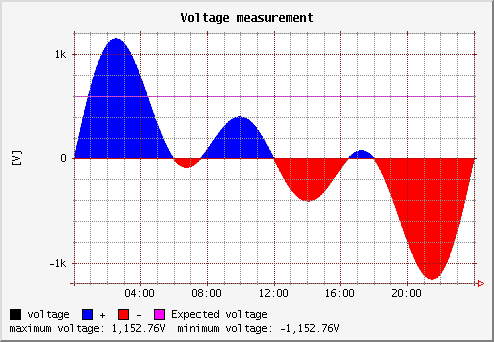 Voltage measurement
[V]
1k
0
-1k
04:00 08:00 12:00 16:00 20:00
voltage + - Expected voltage
maximum voltage: 1,152.76V minimum voltage: -1,152.76V